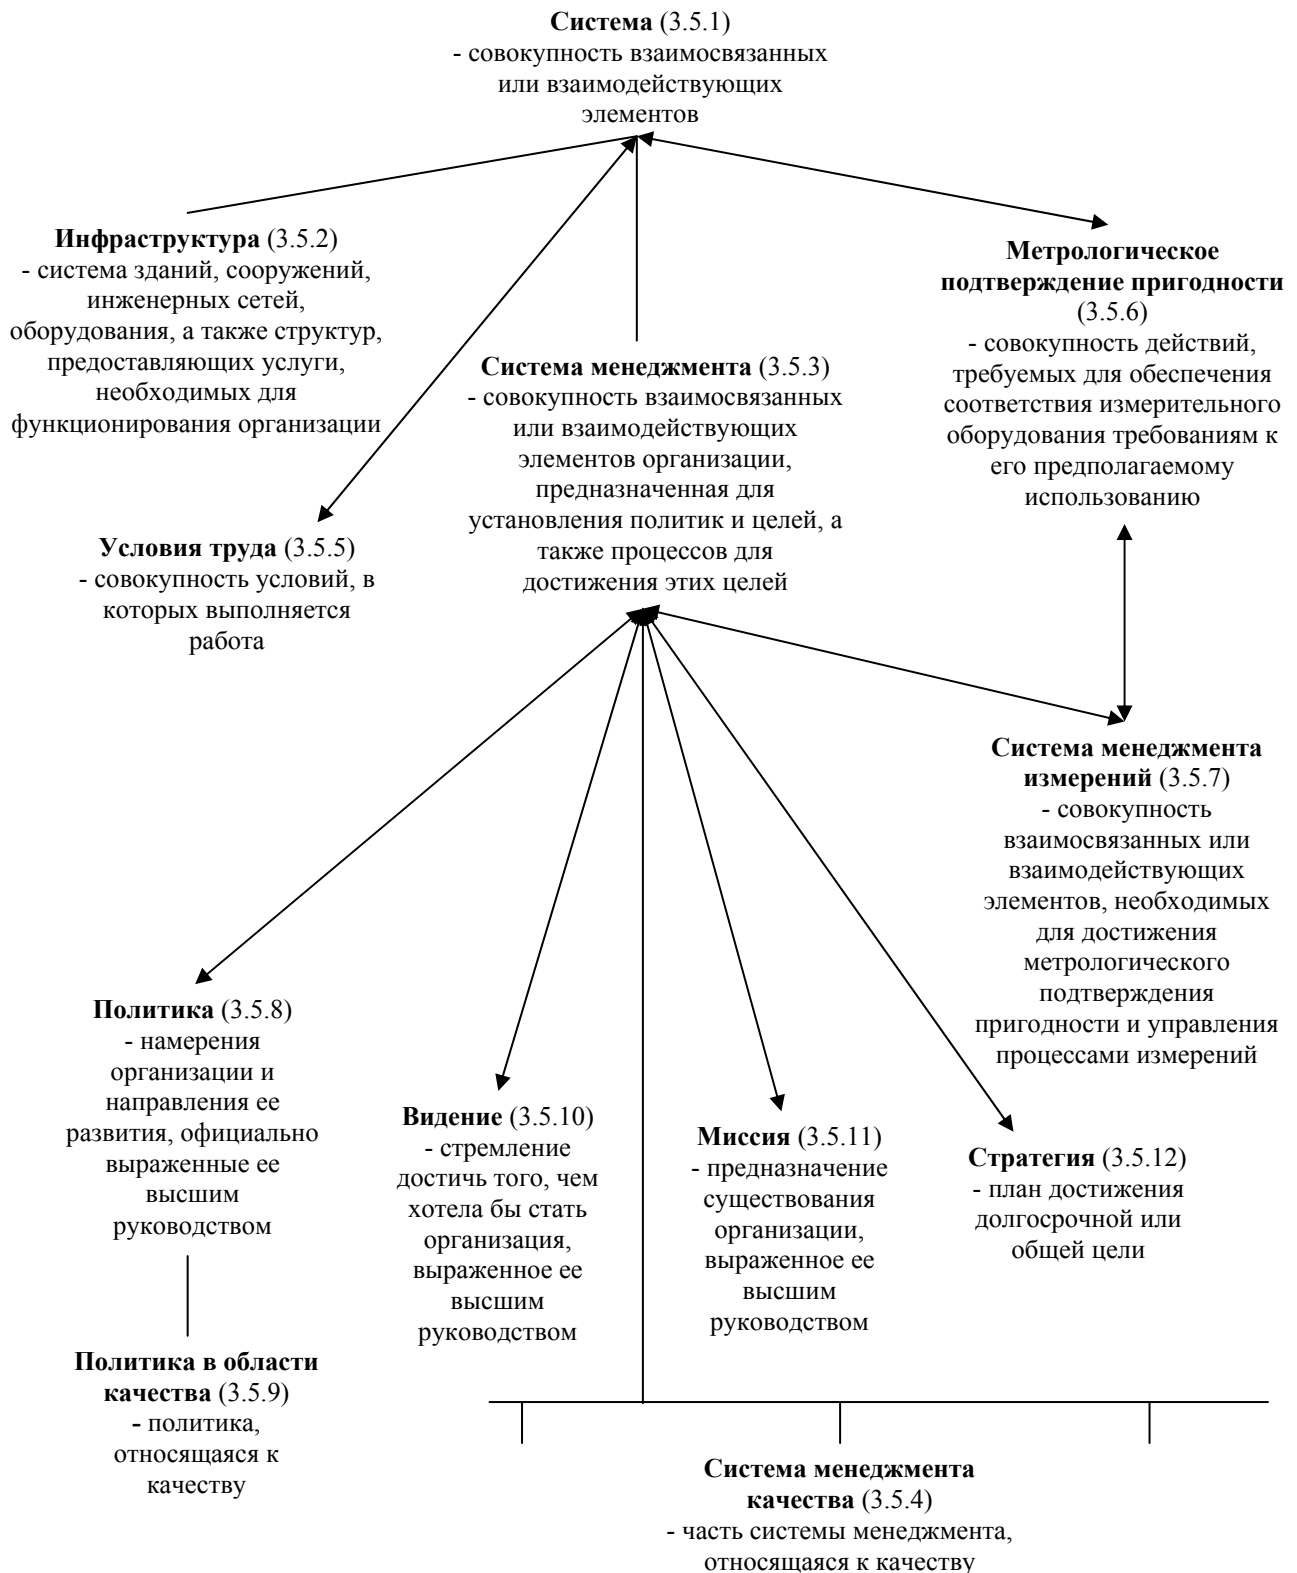 Система (3.5.1)
- совокупность взаимосвязанных
или взаимодействующих
элементов
Инфраструктура (3.5.2)
- система зданий, сооружений,
инженерных сетей,
оборудования, а также структур,
предоставляющих услуги,
необходимых для
функционирования организации
Метрологическое
подтверждение пригодности
(3.5.6)
- совокупность действий,
требуемых для обеспечения
соответствия измерительного
оборудования требованиям к
его предполагаемому
использованию
Система менеджмента (3.5.3)
- совокупность взаимосвязанных
или взаимодействующих
элементов организации,
предназначенная для
установления политик и целей, а
также процессов для
достижения этих целей
Условия труда (3.5.5)
- совокупность условий, в
которых выполняется
работа
Система менеджмента
измерений (3.5.7)
- совокупность
взаимосвязанных или
взаимодействующих
элементов, необходимых
для достижения
метрологического
подтверждения
пригодности и управления
процессами измерений
Политика (3.5.8)
- намерения
организации и
направления ее
развития, официально
выраженные ее
высшим
руководством
Видение (3.5.10)
- стремление
достичь того, чем
хотела бы стать
организация,
выраженное ее
высшим
руководством
Миссия (3.5.11)
- предназначение
существования
организации,
выраженное ее
высшим
руководством
Стратегия (3.5.12)
- план достижения
долгосрочной или
общей цели
Политика в области
качества (3.5.9)
- политика,
относящаяся к
качеству
Система менеджмента
качества (3.5.4)
- часть системы менеджмента,
относящаяся к качеству